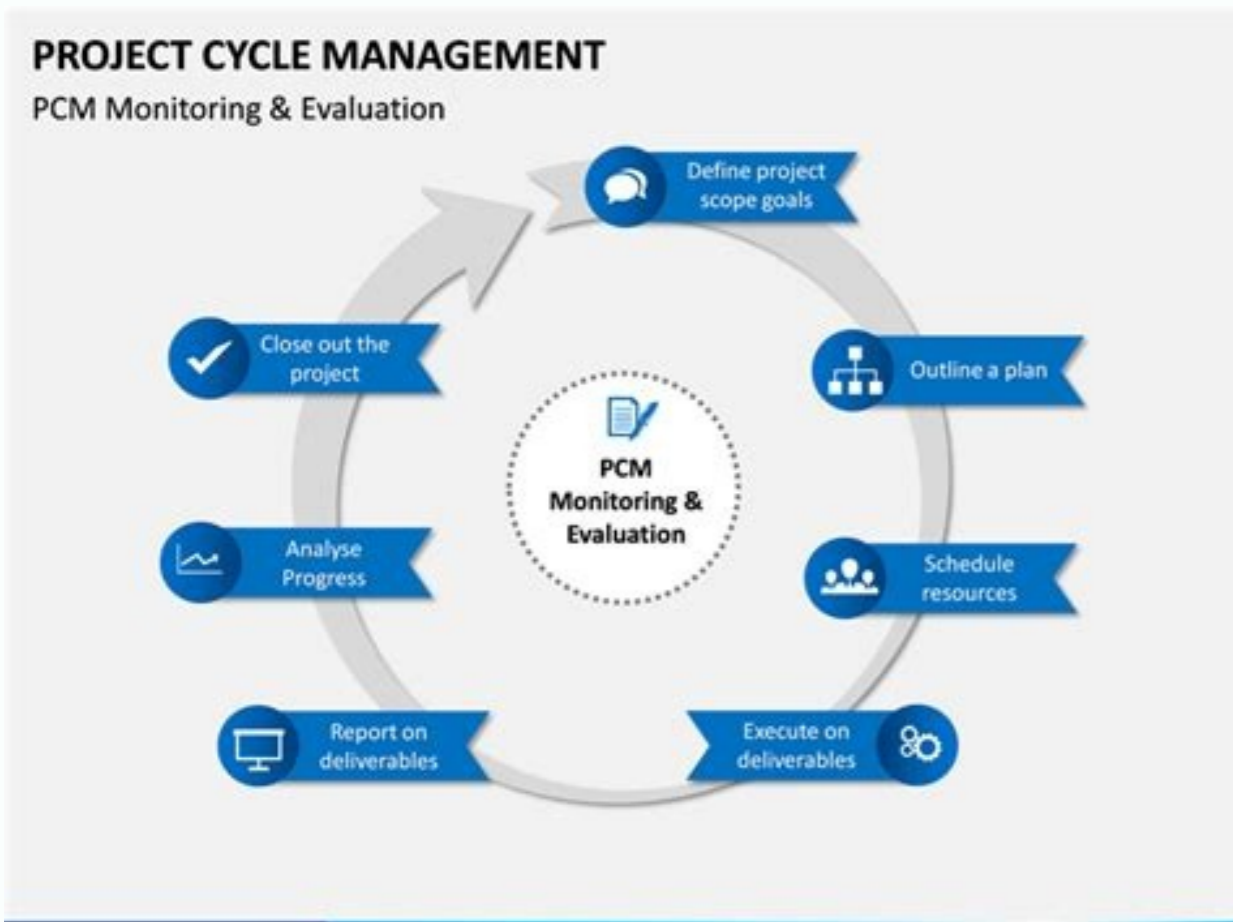 PROJECT CYCLE MANAGEMENT
PCM Monitoring & Evaluation
Define project
scope goals
Outline a plan
Schedule
resources
Execute on
deliverables
Report on
deliverables
Analyse
Progress
Close out the
project
PCM
Monitoring &
Evaluation